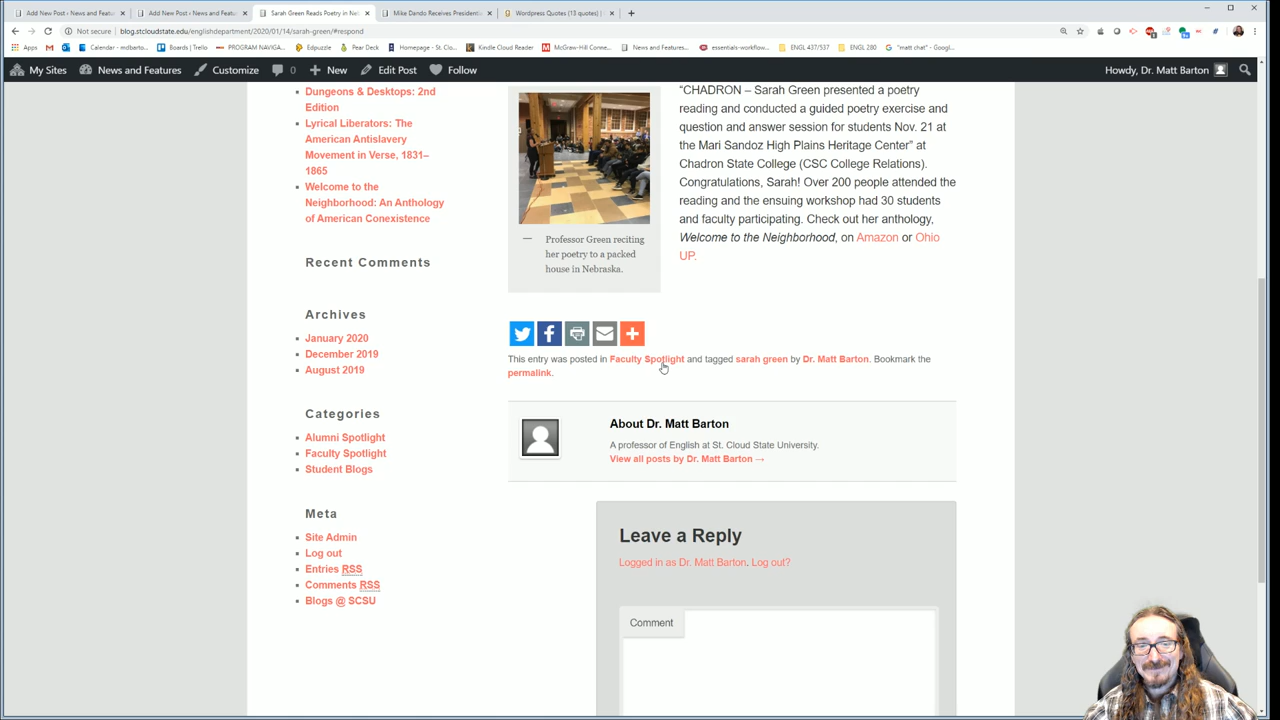 Add New Post ‹ News and Featu
Add New Post ‹ News and Featu
Sarah Green Reads Poetry in Ne
Mike Dando Receives Presidenti
Wordpress Quotes (13 quotes) |
Not secure | blog.stcloudstate.edu/englishdepartment/2020/01/14/sarah-green/#respond
Apps
Calendar - mdbarto...
Boards | Trello
PROGRAM NAVIGA...
Edpuzzle
Pear Deck
Homepage - St. Clo...
Kindle Cloud Reader
McGraw-Hill Conne...
News and Features...
essentials-workflow...
ENGL 437/537
ENGL 280
"matt chat" - Googl...
My Sites
News and Features
Customize
0
New
Edit Post
Follow
Howdy, Dr. Matt Barton
Dungeons & Desktops: 2nd
Edition
Lyrical Liberators: The
American Antislavery
Movement in Verse, 1831–
1865
Welcome to the
Neighborhood: An Anthology
of American Conexistence
Recent Comments
Archives
January 2020
December 2019
August 2019
Categories
Alumni Spotlight
Faculty Spotlight
Student Blogs
Meta
Site Admin
Log out
Entries RSS
Comments RSS
Blogs @ SCSU
— Professor Green reciting
her poetry to a packed
house in Nebraska.
“CHADRON – Sarah Green presented a poetry
reading and conducted a guided poetry exercise and
question and answer session for students Nov. 21 at
the Mari Sandoz High Plains Heritage Center” at
Chadron State College (CSC College Relations).
Congratulations, Sarah! Over 200 people attended the
reading and the ensuing workshop had 30 students
and faculty participating. Check out her anthology,
Welcome to the Neighborhood, on Amazon or Ohio
UP.
This entry was posted in Faculty Spotlight and tagged sarah green by Dr. Matt Barton. Bookmark the
permalink.
About Dr. Matt Barton
A professor of English at St. Cloud State University.
View all posts by Dr. Matt Barton →
Leave a Reply
Logged in as Dr. Matt Barton. Log out?
Comment